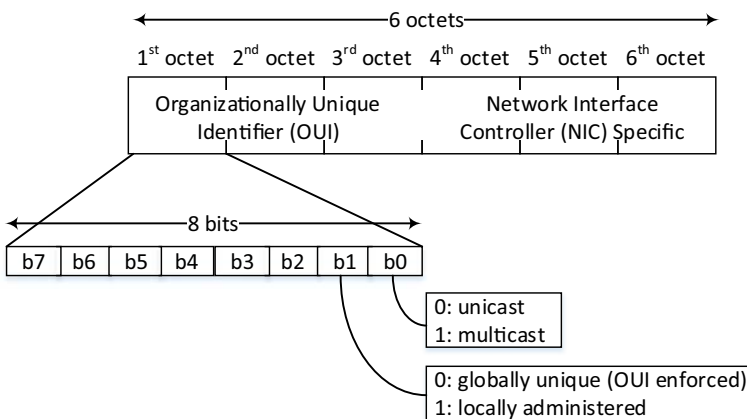 6 octets
1st octet 2nd octet 3rd octet 4th octet 5th octet 6th octet
Organizationally Unique
Identifier (OUI)
Network Interface
Controller (NIC) Specific
8 bits
b7 b6 b5 b4 b3 b2 b1 b0
0: unicast
1: multicast
0: globally unique (OUI enforced)
1: locally administered